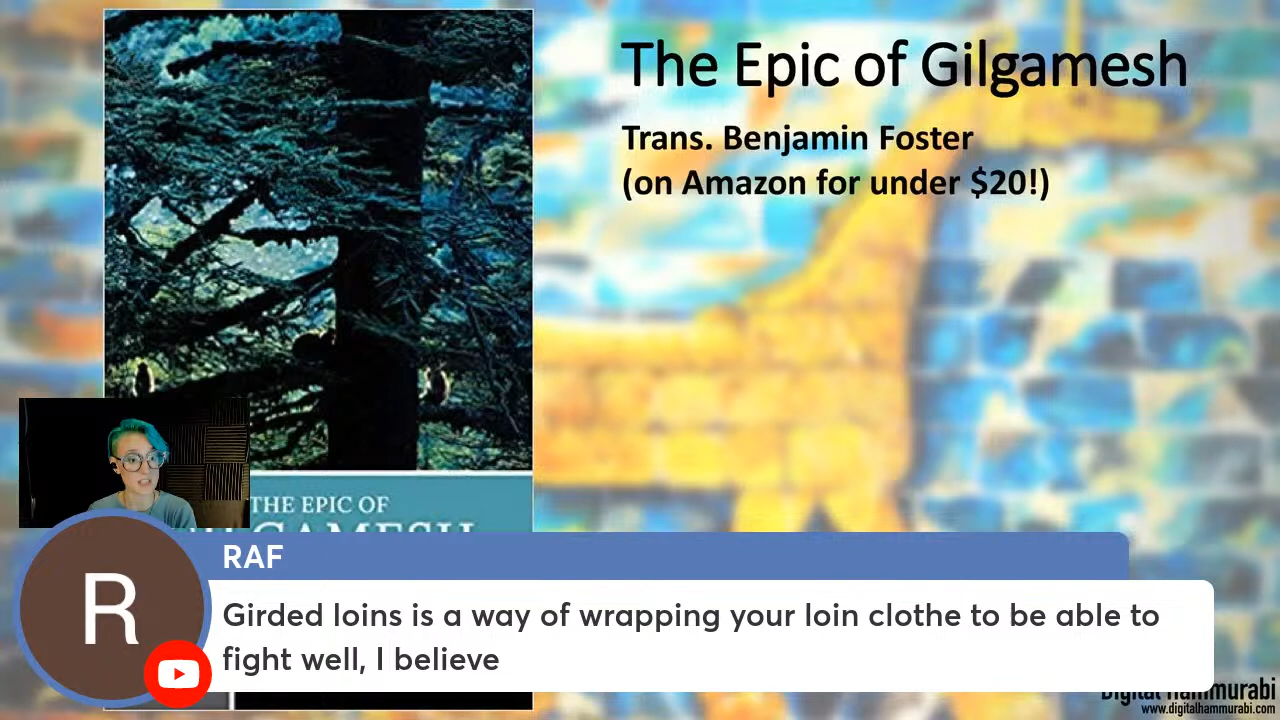 The Epic of Gilgamesh
Trans. Benjamin Foster
(on Amazon for under $20!)
THE EPIC OF
GAMESH
RAF
R
Girded loins is a way of wrapping your loin clothe to be able to
fight well, I believe
Digital Hammurabi
www.digitalhammurabi.com